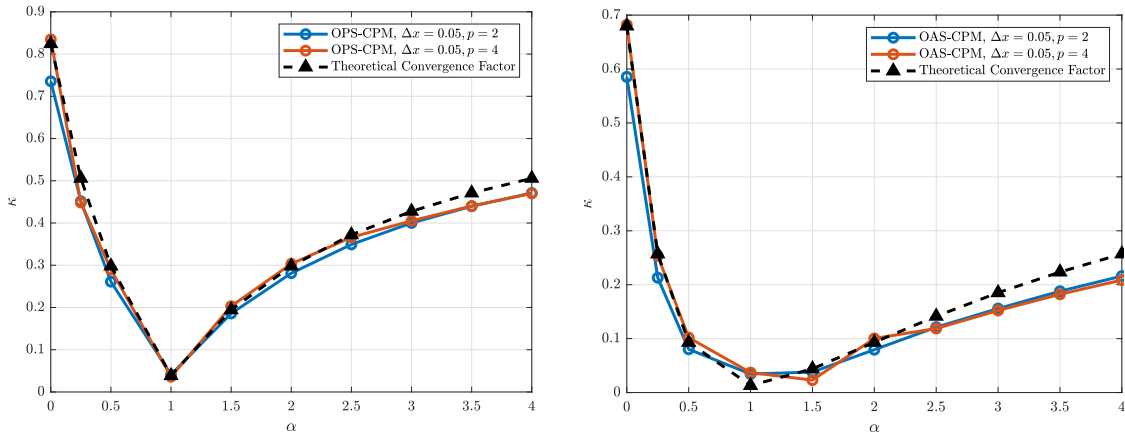 0.9
0.8
0.7
0.6
0.5
0.4
0.3
0.2
0.1
0
κ
OPS-CPM, Δx = 0.05, p = 2
OPS-CPM, Δx = 0.05, p = 4
Theoretical Convergence Factor
0 0.5 1 1.5 2 2.5 3 3.5 4
α
0.7
0.6
0.5
0.4
0.3
0.2
0.1
0
κ
OAS-CPM, Δx = 0.05, p = 2
OAS-CPM, Δx = 0.05, p = 4
Theoretical Convergence Factor
0 0.5 1 1.5 2 2.5 3 3.5 4
α